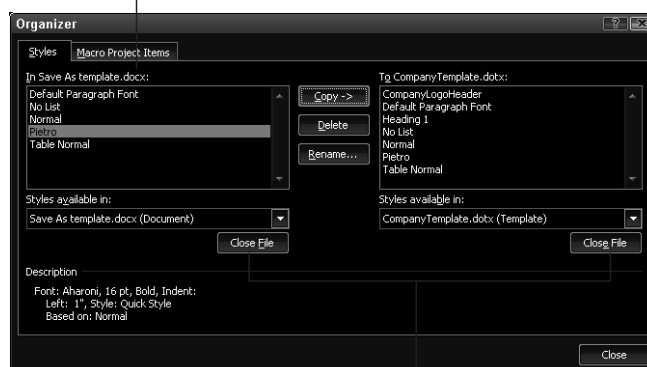 Organizer
Styles
Macro Project Items
In Save As template.docx:
Default Paragraph Font
No List
Normal
Pietro
Table Normal
Copy ->
Delete
Rename...
To CompanyTemplate.dotx:
CompanyLogoHeader
Default Paragraph Font
Heading 1
No List
Normal
Pietro
Table Normal
Styles available in:
Save As template.docx (Document)
Close File
Styles available in:
CompanyTemplate.dotx (Template)
Close File
Description
Font: Aharoni, 16 pt, Bold, Indent:
Left:  1", Style: Quick Style
Based on: Normal
Close